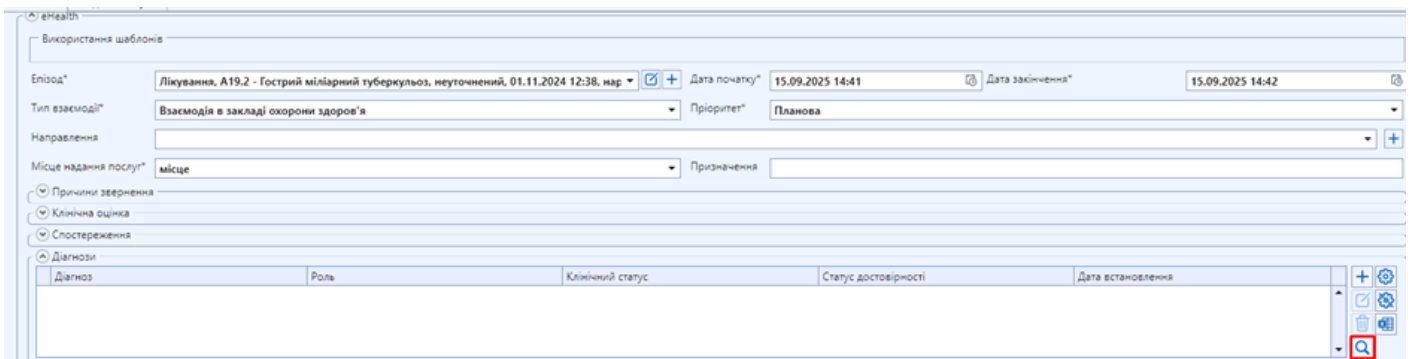 eHealth
Використання шаблонів
Епізод* Лікування, A19.2 - Гострий міліарний туберкульоз, неуточнений, 01.11.2024 12:38, нар Дата початку* 15.09.2025 14:41 Дата закінчення* 15.09.2025 14:42
Тип взаємодії* Взаємодія в закладі охорони здоров'я Пріоритет* Планова
Направлення
Місце надання послуг* місце Призначення
Причини звернення
Клінічна оцінка
Спостереження
Діагнози
Діагноз Роль Клінічний статус Статус достовірності Дата встановлення